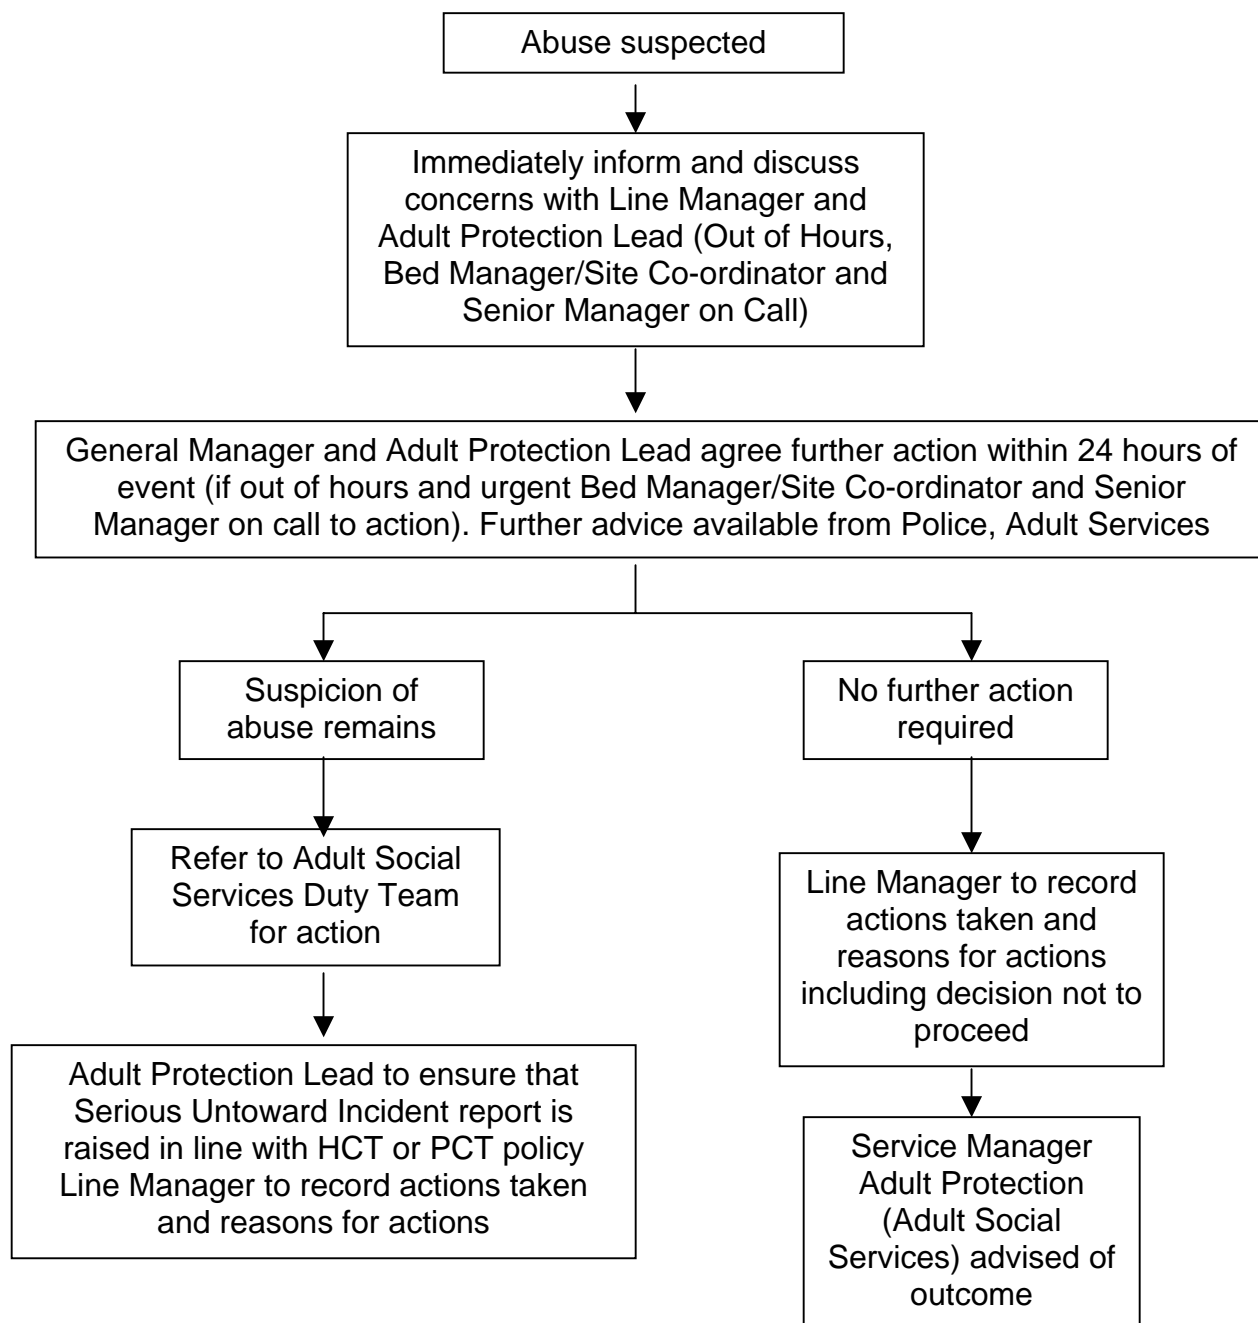 Abuse suspected
Immediately inform and discuss
concerns with Line Manager and
Adult Protection Lead (Out of Hours,
Bed Manager/Site Co-ordinator and
Senior Manager on Call)
General Manager and Adult Protection Lead agree further action within 24 hours of
event (if out of hours and urgent Bed Manager/Site Co-ordinator and Senior
Manager on call to action). Further advice available from Police, Adult Services
Suspicion of
abuse remains
Refer to Adult Social
Services Duty Team
for action
Adult Protection Lead to ensure that
Serious Untoward Incident report is
raised in line with HCT or PCT policy
Line Manager to record actions taken
and reasons for actions
No further action
required
Line Manager to record
actions taken and
reasons for actions
including decision not to
proceed
Service Manager
Adult Protection
(Adult Social
Services) advised of
outcome